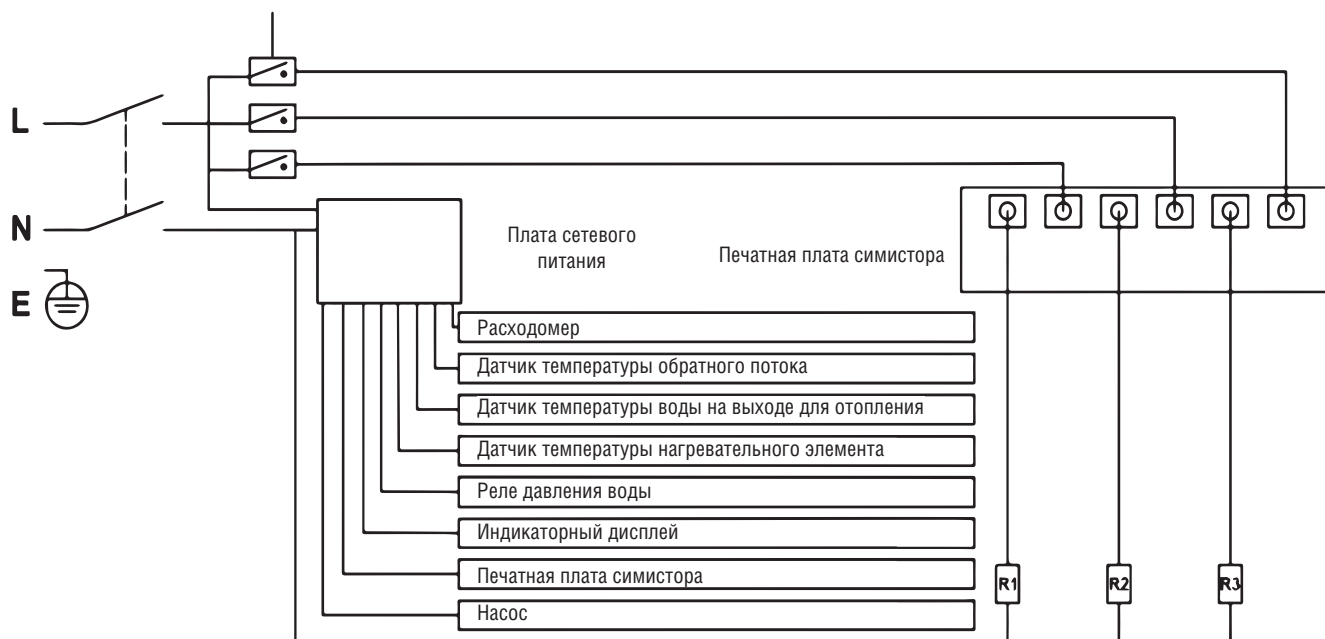 L
N
E
Плата сетевого
питания
Печатная плата симистора
Расходомер
Датчик температуры обратного потока
Датчик температуры воды на выходе для отопления
Датчик температуры нагревательного элемента
Реле давления воды
Индикаторный дисплей
Печатная плата симистора
Насос
R1
R2
R3